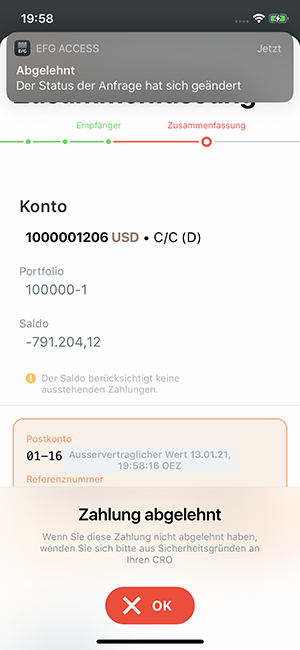 19:58
EFG
EFG ACCESS
Jetzt
Abgelehnt
Der Status der Anfrage hat sich geändert
Zusammenfassung
Empfänger
Zusammenfassung
Konto
1000001206 USD • C/C (D)
Portfolio
100000-1
Saldo
-791.204,12
! Der Saldo berücksichtigt keine
ausstehenden Zahlungen.
Postkonto
01-16
Ausservertraglicher Wert 13.01.21,
19:58:16 OEZ
Referenznummer
Zahlung abgelehnt
Wenn Sie diese Zahlung nicht abgelehnt haben,
wenden Sie sich bitte aus Sicherheitsgründen an
Ihren CRO
OK